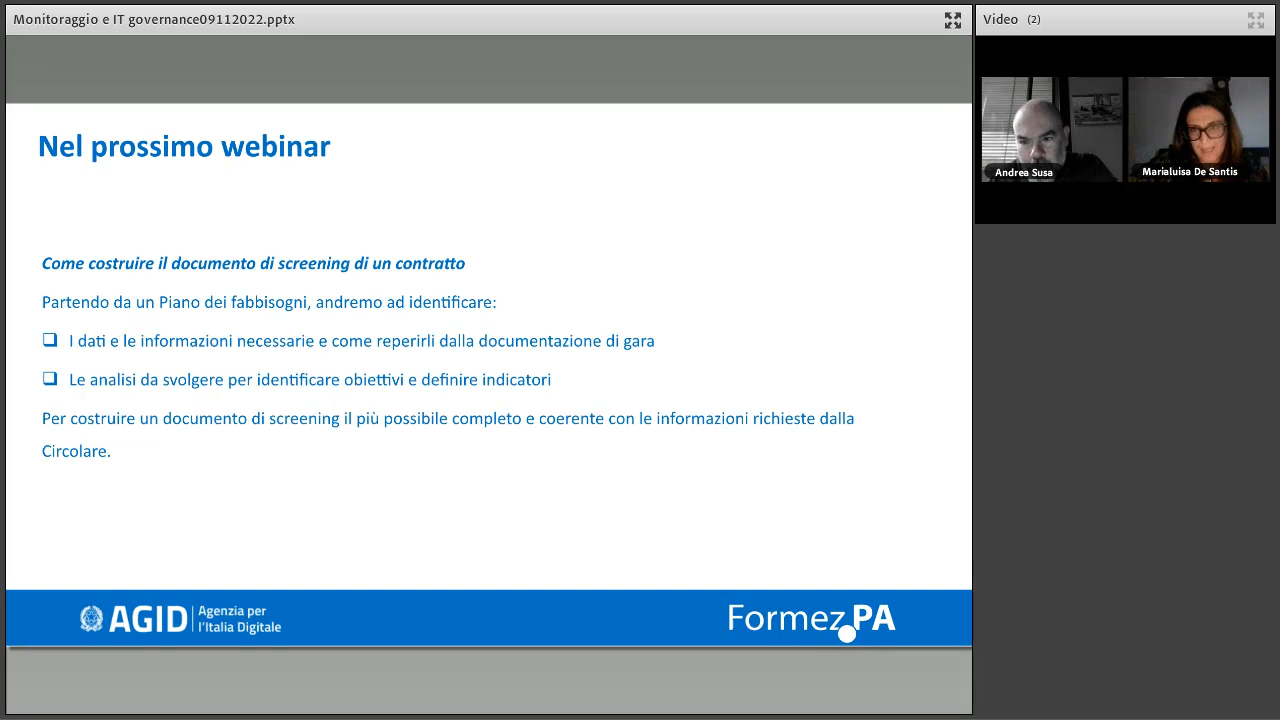 Monitoraggio e IT governance09112022.pptx
Video (2)
Andrea Susa
Marialuisa De Santis
Nel prossimo webinar
Come costruire il documento di screening di un contratto
Partendo da un Piano dei fabbisogni, andremo ad identificare:
I dati e le informazioni necessarie e come reperirli dalla documentazione di gara
Le analisi da svolgere per identificare obiettivi e definire indicatori
Per costruire un documento di screening il più possibile completo e coerente con le informazioni richieste dalla
Circolare.
AGID
Agenzia per
l'Italia Digitale
Formez PA